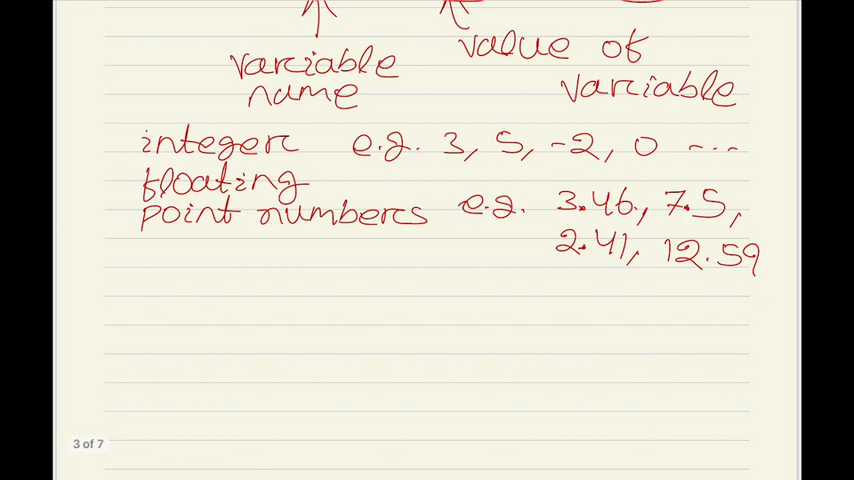 variable name
value of variable
integer e.g. 3, 5, -2, 0 ...
floating
point numbers e.g. 3.46, 7.5,
2.41, 12.59
3 of 7